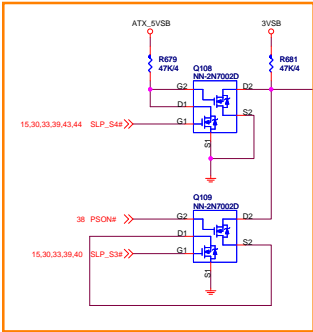 ATX_5VSB
3VSB
R679
47K/4
R681
47K/4
Q108
NN-2N7002D
G2
D2
D1
S2
15,30,33,39,43,44 SLP_S4#
G1
S1
Q109
NN-2N7002D
38 PSON#
G2
D2
D1
S2
15,30,33,39,40 SLP_S3#
G1
S1